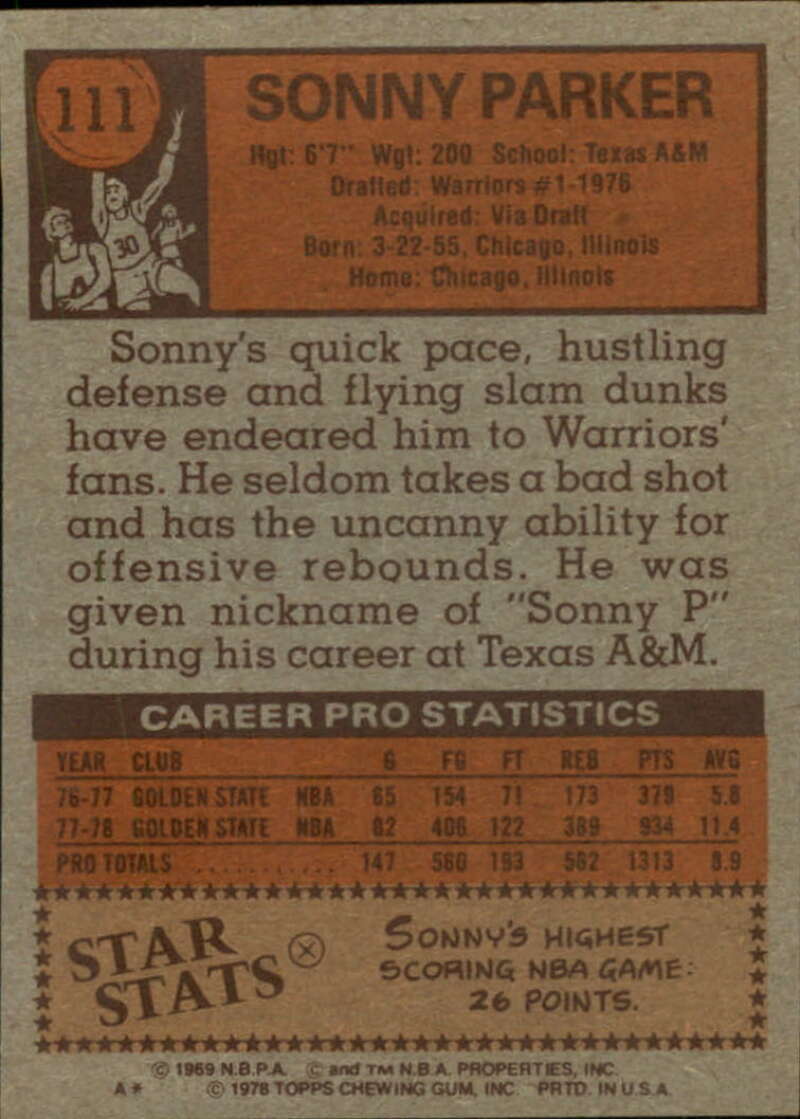 111
SONNY PARKER
Hgt: 6'7" Wgt: 200 School: Texas A&M
Drafted: Warriors #1-1976
Acquired: Via Draft
Born: 3-22-55, Chicago, Illinois
Home: Chicago, Illinois
30
Sonny's quick pace, hustling
defense and flying slam dunks
have endeared him to Warriors'
fans. He seldom takes a bad shot
and has the uncanny ability for
offensive rebounds. He was
given nickname of "Sonny P"
during his career at Texas A&M.
CAREER PRO STATISTICS
YEAR CLUB G FG FT REB PTS AVG
76-77 GOLDEN STATE NBA 65 154 71 173 379 5.8
77-78 GOLDEN STATE NBA 82 406 122 389 934 11.4
PRO TOTALS ............ 147 560 193 562 1313 8.9
STAR STATS
SONNY'S HIGHEST
SCORING NBA GAME:
26 POINTS.
© 1969 N.B.P.A. © and TM N.B.A. PROPERTIES, INC.
A* © 1978 TOPPS CHEWING GUM, INC. PRTD. IN U.S.A.